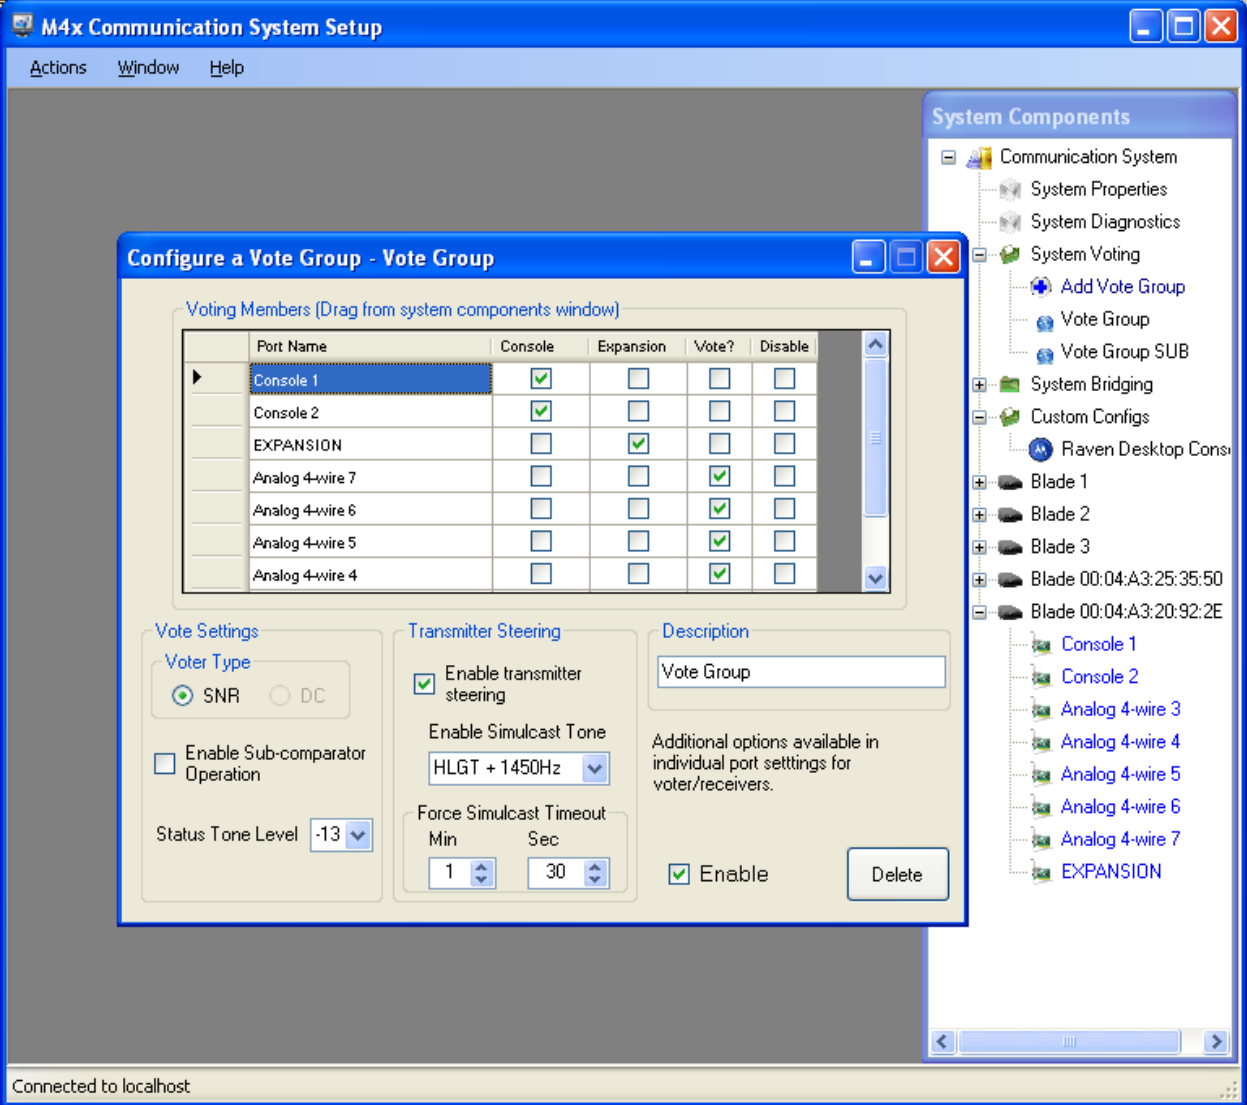 M4x Communication System Setup
Actions Window Help
System Components
Communication System
System Properties
System Diagnostics
System Voting
Add Vote Group
Vote Group
Vote Group SUB
System Bridging
Custom Configs
Raven Desktop
Blade 1
Blade 2
Blade 3
Blade 00:04:A3:25:35:50
Blade 00:04:A3:20:92:2E
Console 1
Console 2
Analog 4-wire 3
Analog 4-wire 4
Analog 4-wire 5
Analog 4-wire 6
Analog 4-wire 7
EXPANSION
Configure a Vote Group - Vote Group
Voting Members (Drag from system components window)
Port Name Console Expansion Vote? Disable
Console 1
Console 2
EXPANSION
Analog 4-wire 7
Analog 4-wire 6
Analog 4-wire 5
Analog 4-wire 4
Vote Settings
Voter Type
SNR DC
Enable Sub-comparator
Operation
Status Tone Level -13
Transmitter Steering
Enable transmitter
steering
Enable Simulcast Tone
HLGT + 1450Hz
Force Simulcast Timeout
Min Sec
1 30
Description
Vote Group
Additional options available in
individual port setttings for
voter/receivers.
Enable
Delete
Connected to localhost